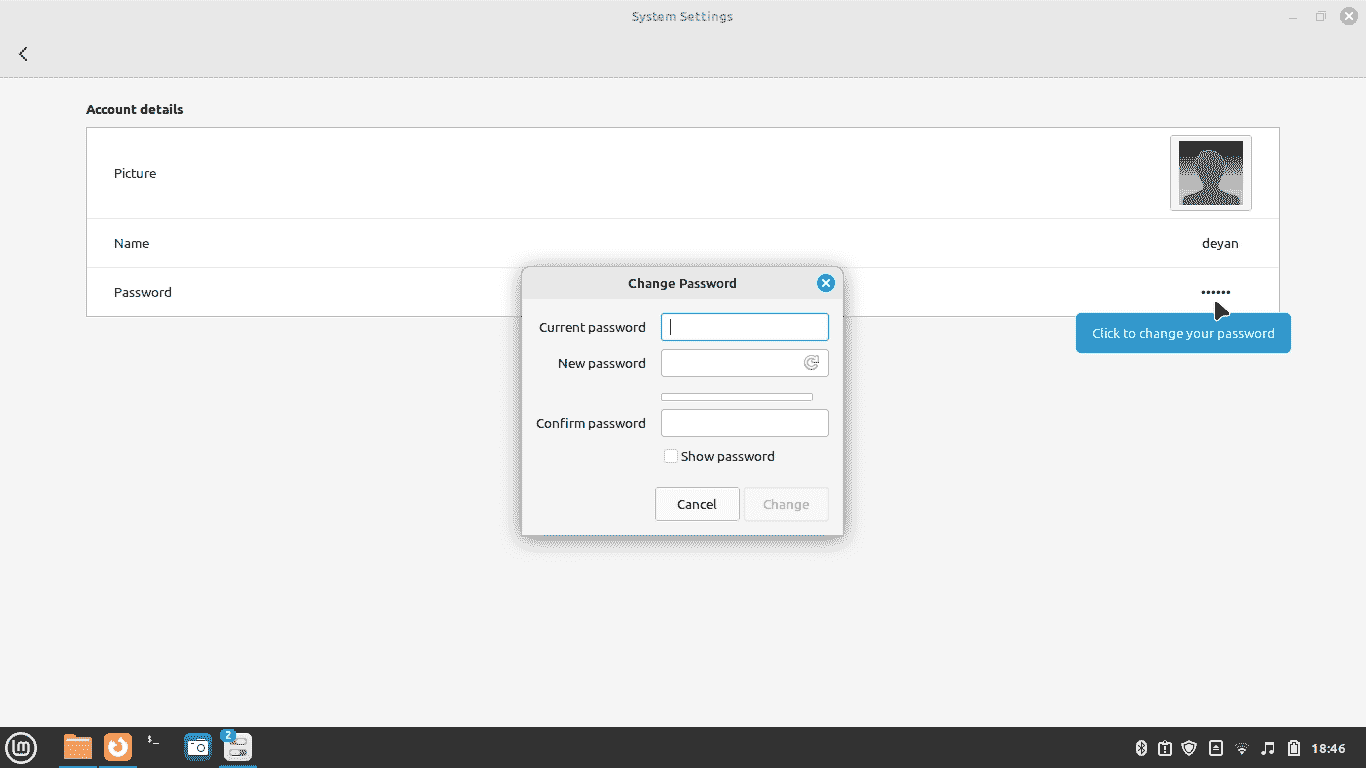 System Settings
Account details
Picture
Name
deyan
Password
••••••
Click to change your password
Change Password
Current password
New password
Confirm password
Show password
Cancel
Change
$_
2
18:46